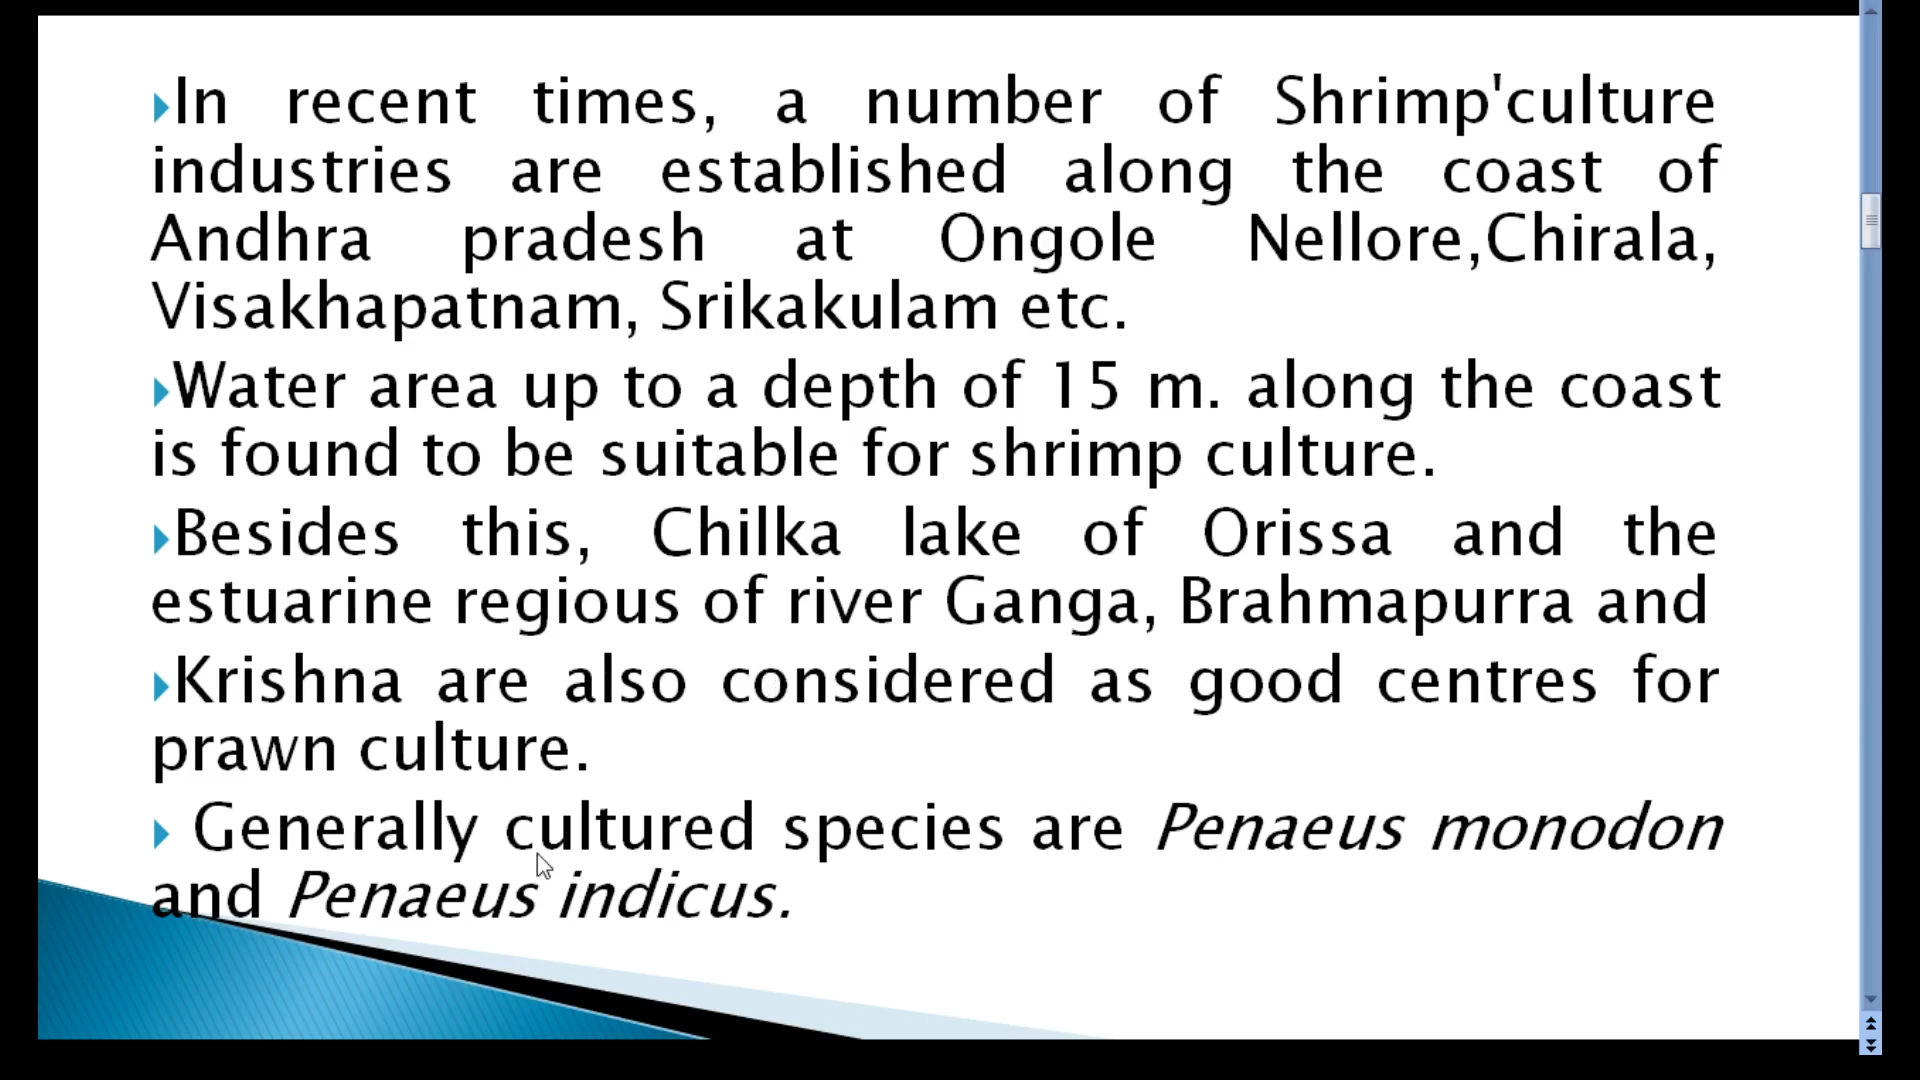 In recent times, a number of Shrimp'culture
industries are established along the coast of
Andhra pradesh at Ongole Nellore,Chirala,
Visakhapatnam, Srikakulam etc.
Water area up to a depth of 15 m. along the coast
is found to be suitable for shrimp culture.
Besides this, Chilka lake of Orissa and the
estuarine regious of river Ganga, Brahmapurra and
Krishna are also considered as good centres for
prawn culture.
Generally cultured species are Penaeus monodon
and Penaeus indicus.